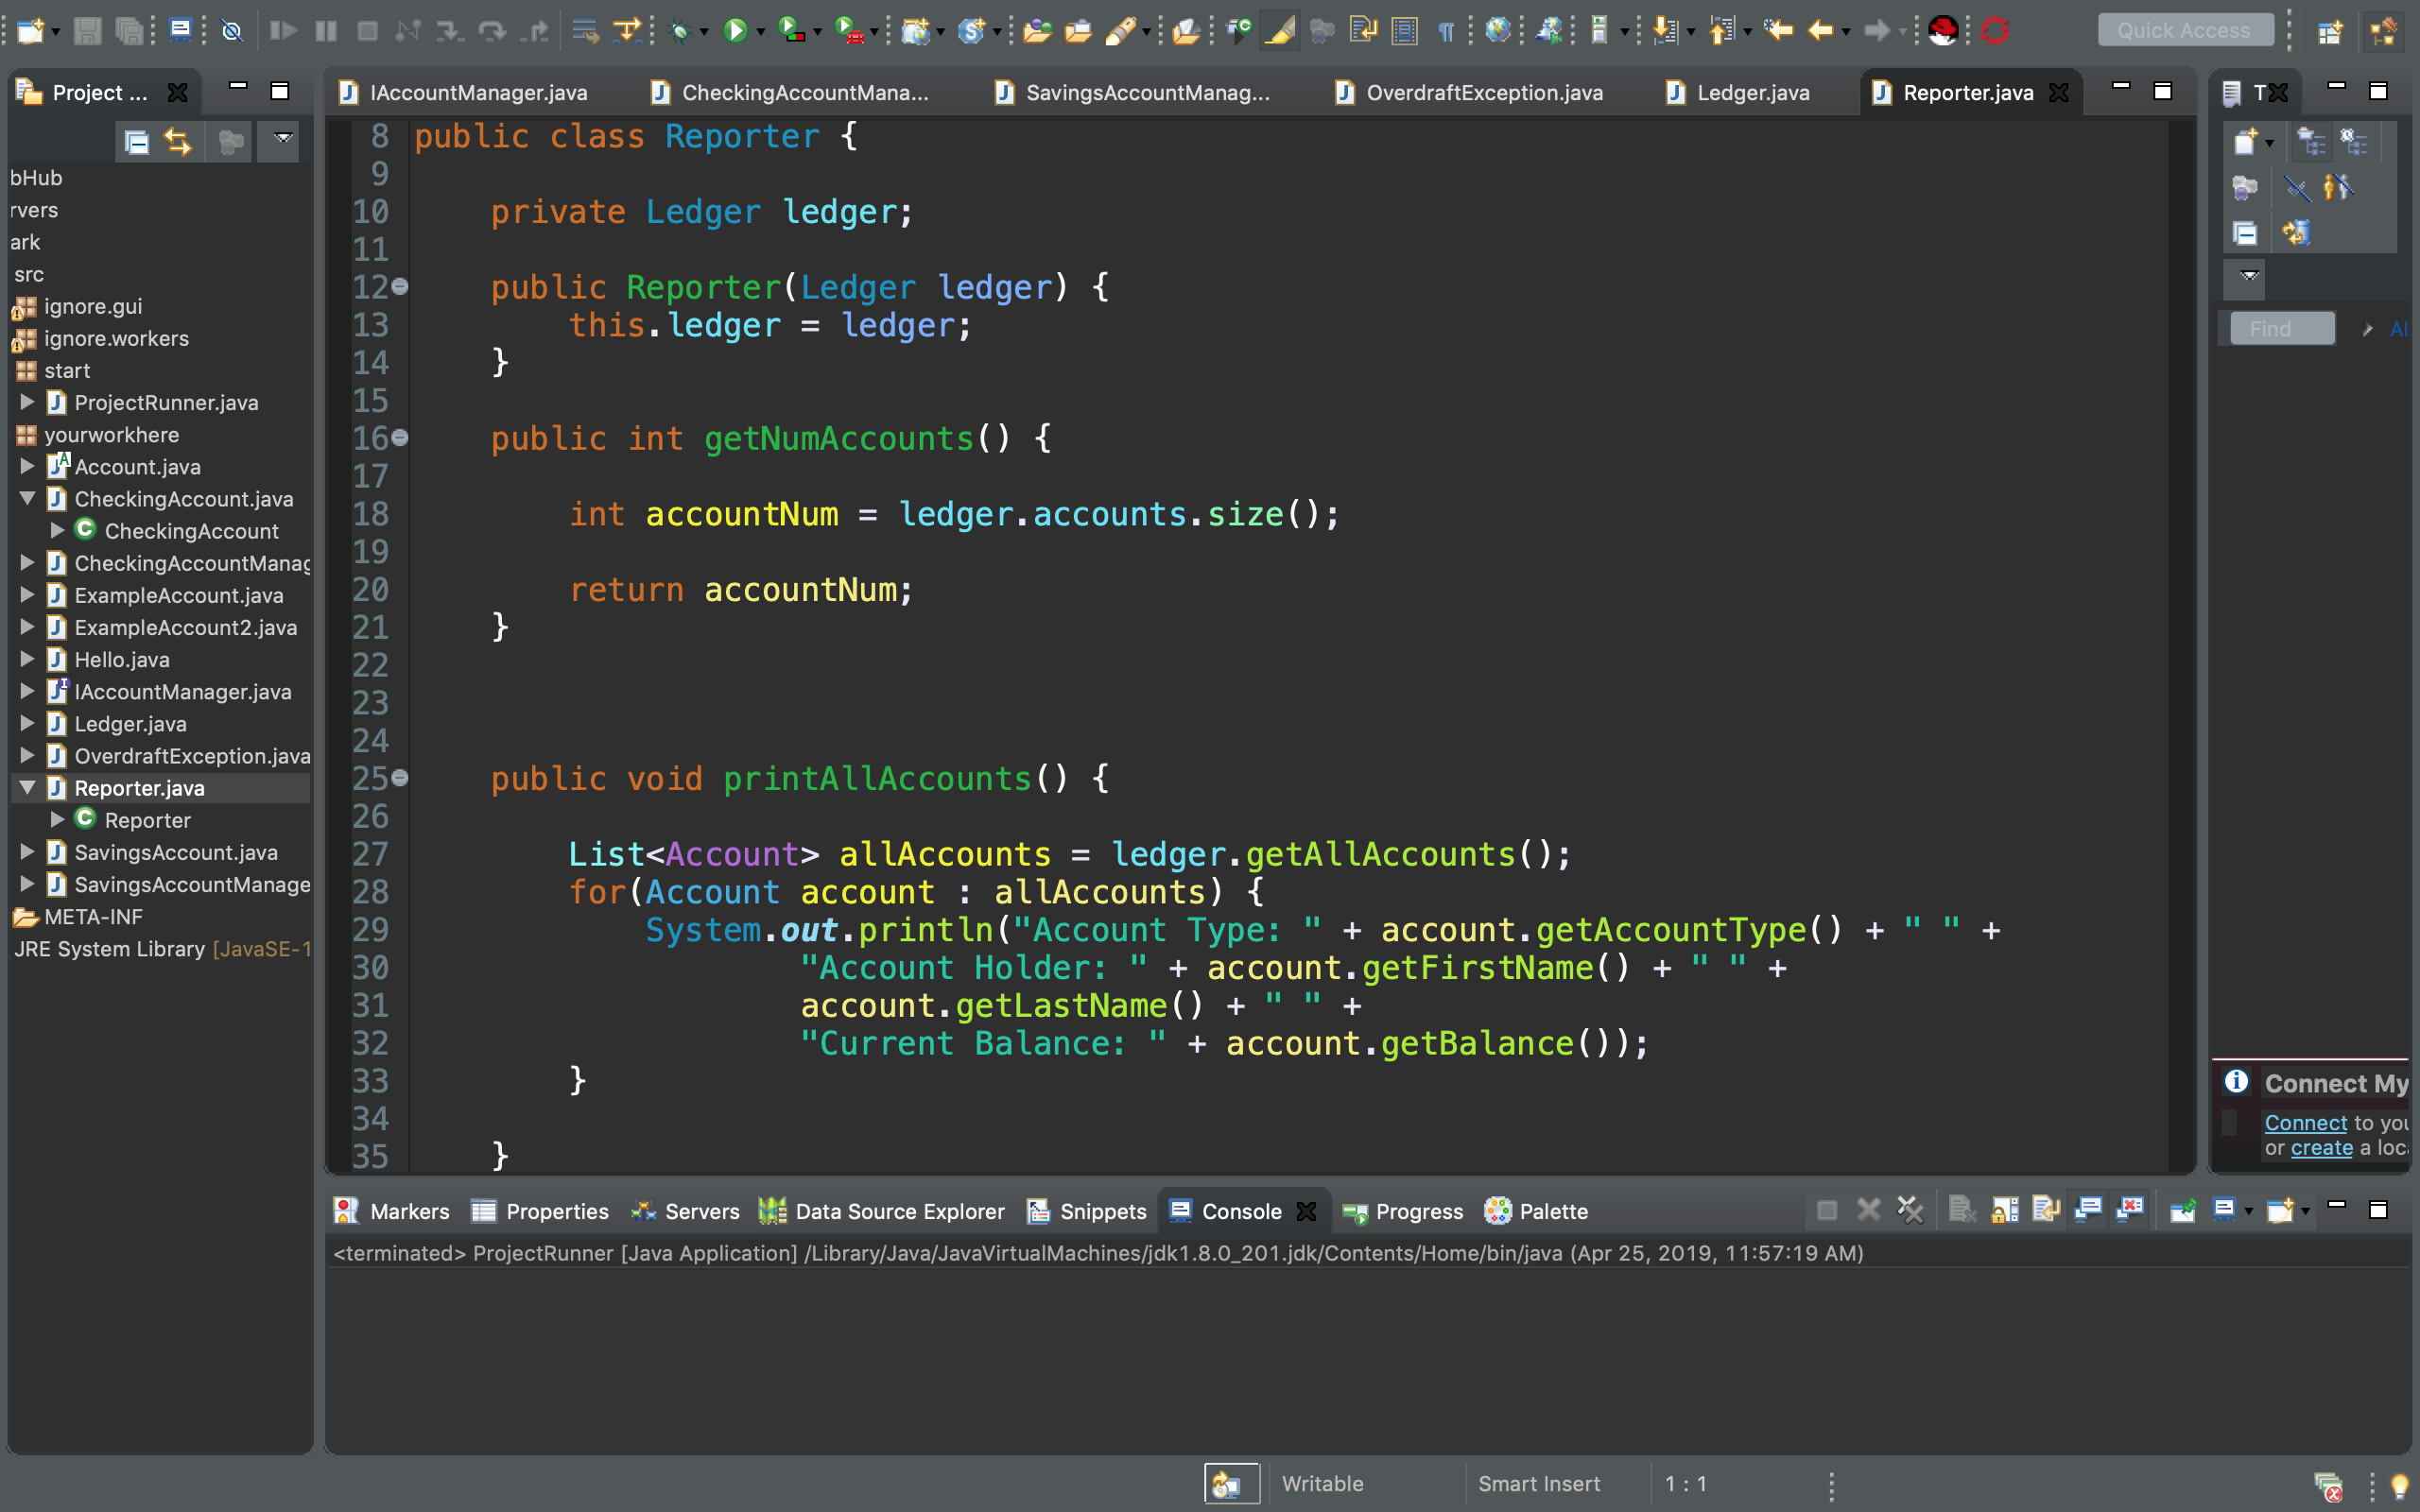 Quick Access
Project ...
IAccountManager.java
CheckingAccountMana...
SavingsAccountManag...
OverdraftException.java
Ledger.java
Reporter.java
T
bHub
rvers
ark
src
ignore.gui
ignore.workers
start
ProjectRunner.java
yourworkhere
Account.java
CheckingAccount.java
CheckingAccount
CheckingAccountManag
ExampleAccount.java
ExampleAccount2.java
Hello.java
IAccountManager.java
Ledger.java
OverdraftException.java
Reporter.java
Reporter
SavingsAccount.java
SavingsAccountManage
META-INF
JRE System Library [JavaSE-1
8 public class Reporter {
9
10 private Ledger ledger;
11
12 public Reporter(Ledger ledger) {
13 this.ledger = ledger;
14 }
15
16 public int getNumAccounts() {
17
18 int accountNum = ledger.accounts.size();
19
20 return accountNum;
21 }
22
23
24
25 public void printAllAccounts() {
26
27 List<Account> allAccounts = ledger.getAllAccounts();
28 for(Account account : allAccounts) {
29 System.out.println("Account Type: " + account.getAccountType() + " " +
30 "Account Holder: " + account.getFirstName() + " " +
31 account.getLastName() + " " +
32 "Current Balance: " + account.getBalance());
33 }
34
35 }
Find
Al
Connect My
Connect to you
or create a loc
Markers
Properties
Servers
Data Source Explorer
Snippets
Console
Progress
Palette
<terminated> ProjectRunner [Java Application] /Library/Java/JavaVirtualMachines/jdk1.8.0_201.jdk/Contents/Home/bin/java (Apr 25, 2019, 11:57:19 AM)
Writable
Smart Insert
1 : 1